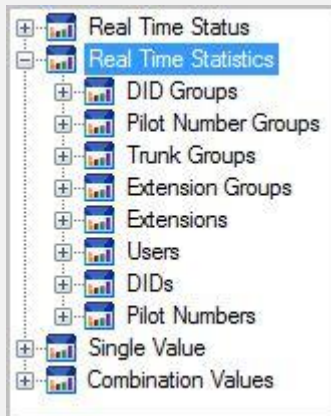 Real Time Status
Real Time Statistics
DID Groups
Pilot Number Groups
Trunk Groups
Extension Groups
Extensions
Users
DIDs
Pilot Numbers
Single Value
Combination Values